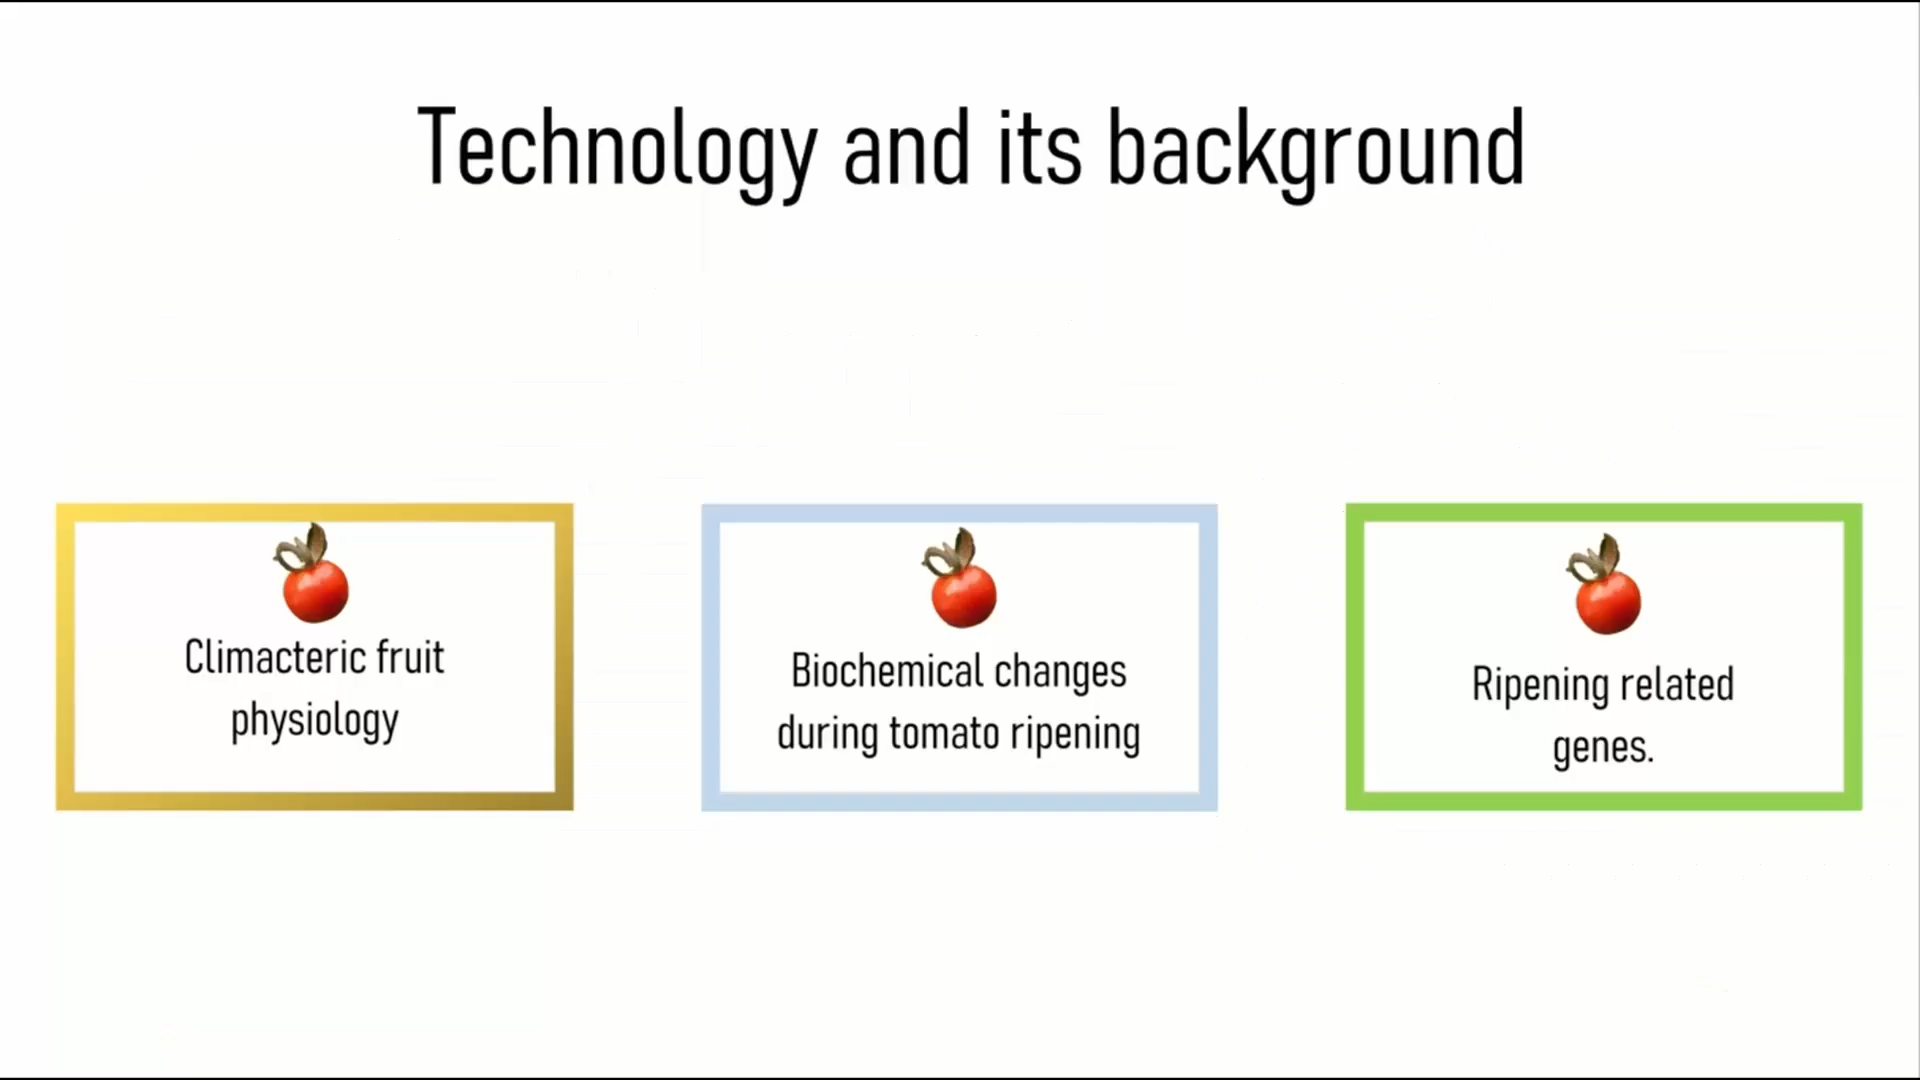 Technology and its background
Climacteric fruit
physiology
Biochemical changes
during tomato ripening
Ripening related
genes.